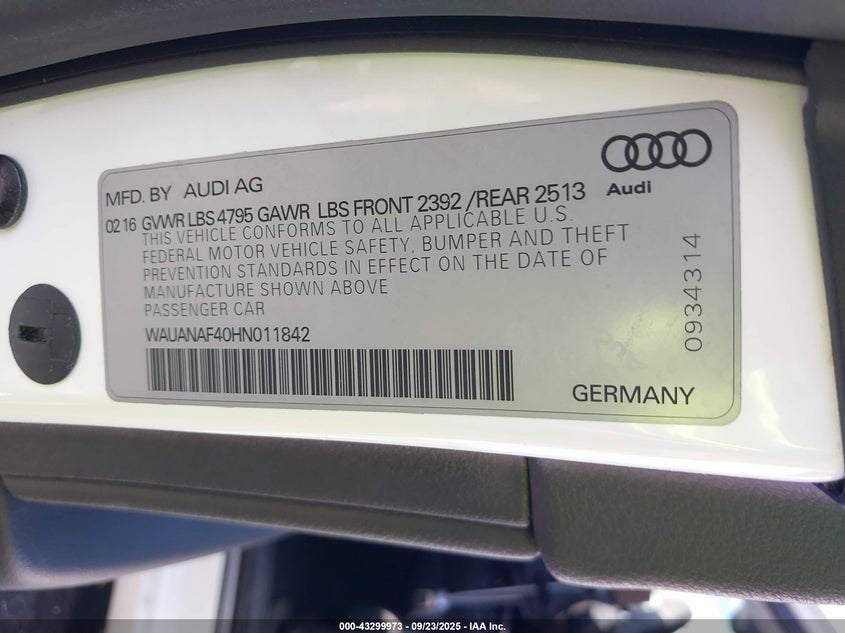 MFD. BY AUDI AG
Audi
02 16 GVWR LBS 4795 GAWR LBS FRONT 2392 /REAR 2513
THIS VEHICLE CONFORMS TO ALL APPLICABLE U.S.
FEDERAL MOTOR VEHICLE SAFETY, BUMPER AND THEFT
PREVENTION STANDARDS IN EFFECT ON THE DATE OF
MANUFACTURE SHOWN ABOVE
PASSENGER CAR
WAUANAF40HN011842
0934314
GERMANY
000-43299973 - 09/23/2025 - IAA Inc.